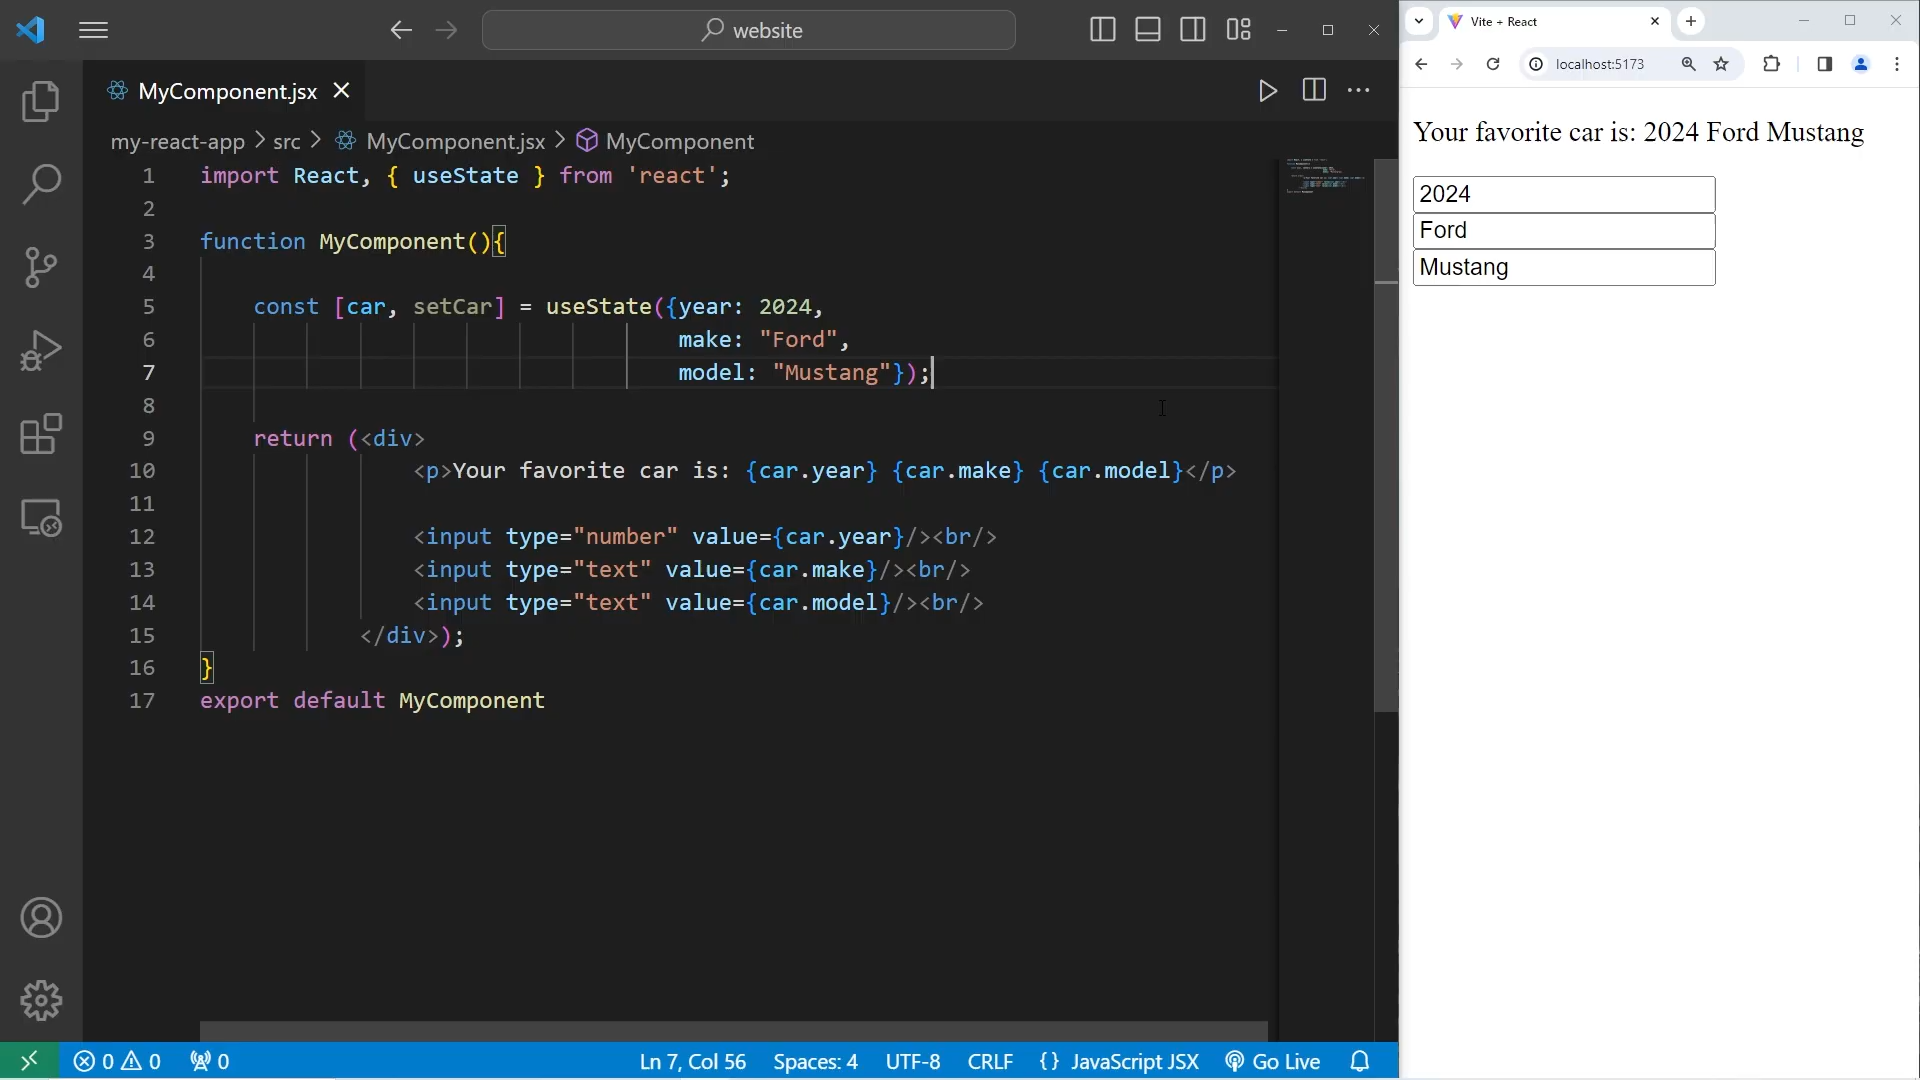 website
MyComponent.jsx
my-react-app > src > MyComponent.jsx > MyComponent
1 import React, { useState } from 'react';
2
3 function MyComponent(){
4
5 const [car, setCar] = useState({year: 2024,
6 make: "Ford",
7 model: "Mustang"});
8
9 return (<div>
10 <p>Your favorite car is: {car.year} {car.make} {car.model}</p>
11
12 <input type="number" value={car.year}/><br/>
13 <input type="text" value={car.make}/><br/>
14 <input type="text" value={car.model}/><br/>
15 </div>);
16 }
17 export default MyComponent
0 0 0 Ln 7, Col 56 Spaces: 4 UTF-8 CRLF {} JavaScript JSX Go Live
Vite + React
localhost:5173
Your favorite car is: 2024 Ford Mustang
2024
Ford
Mustang